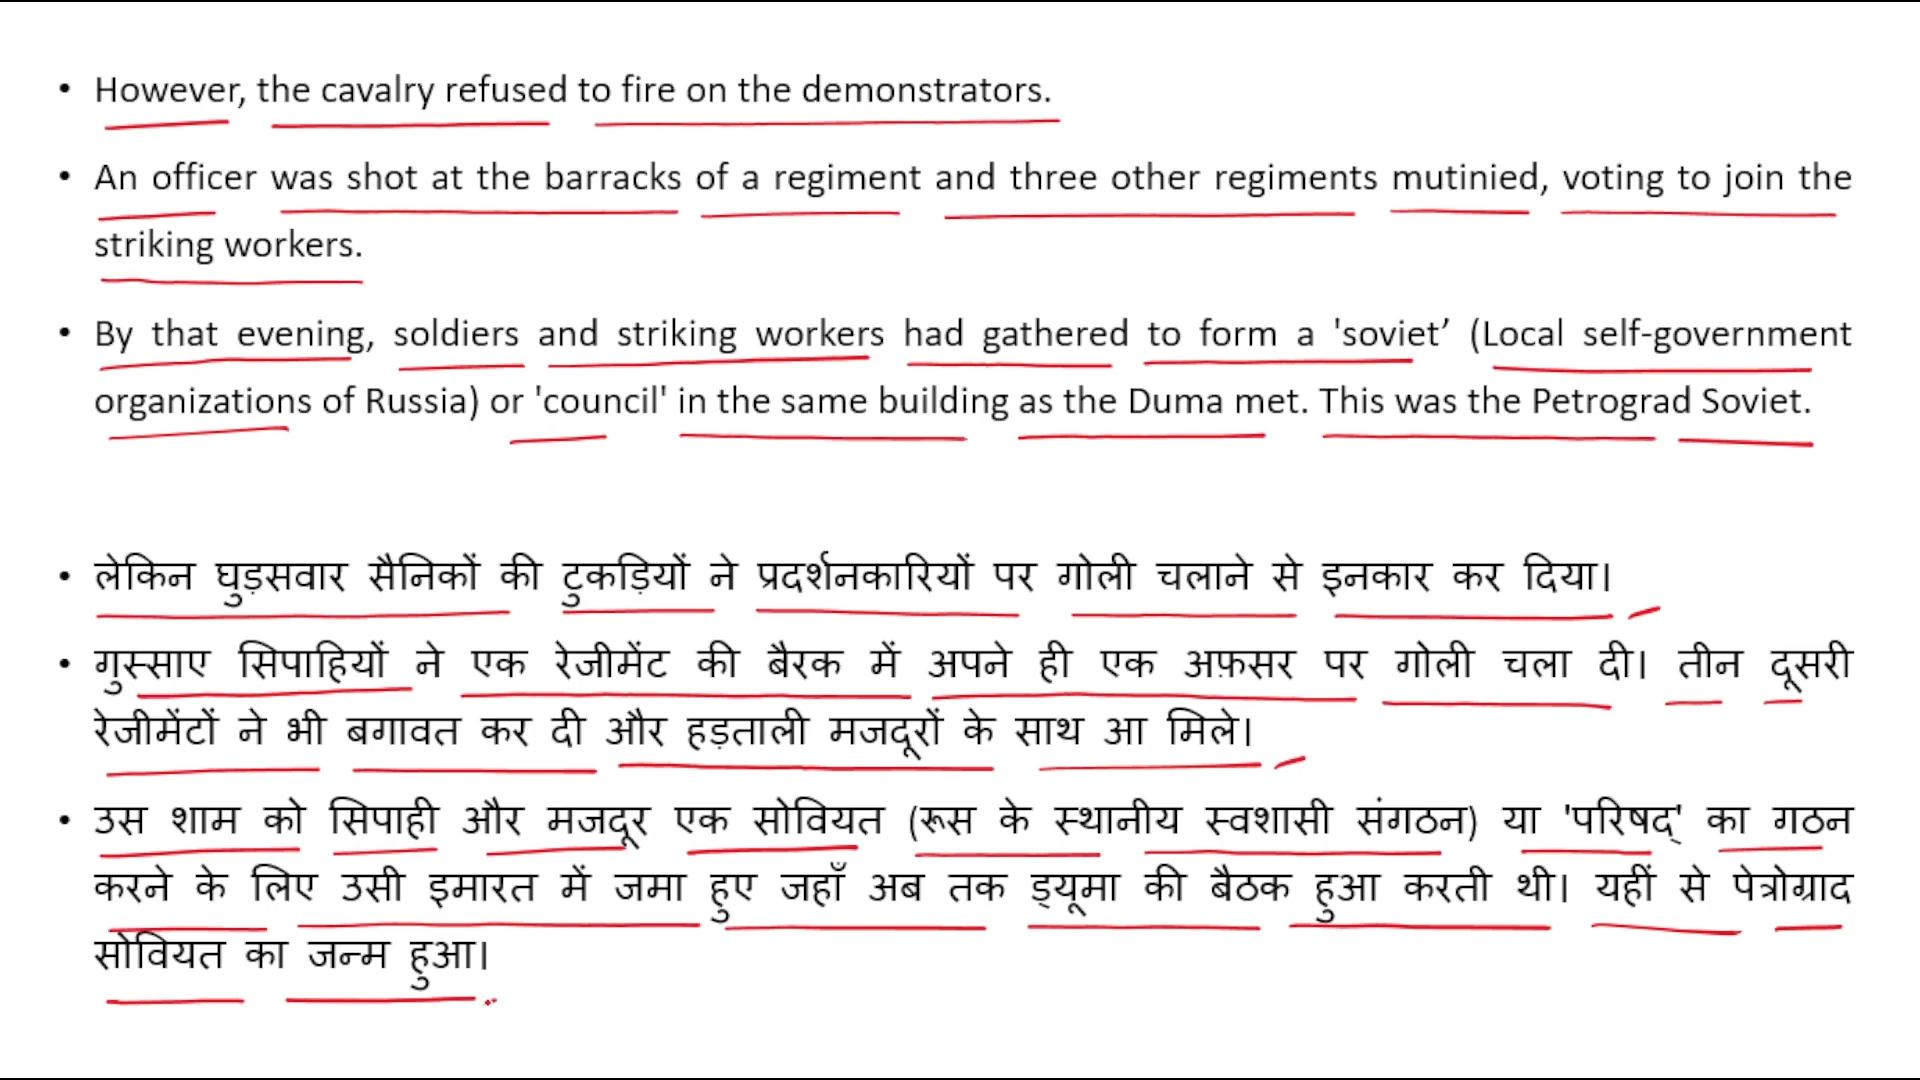 • However, the cavalry refused to fire on the demonstrators.
• An officer was shot at the barracks of a regiment and three other regiments mutinied, voting to join the
striking workers.
• By that evening, soldiers and striking workers had gathered to form a 'soviet’ (Local self-government
organizations of Russia) or 'council' in the same building as the Duma met. This was the Petrograd Soviet.
• लेकिन घुड़सवार सैनिकों की टुकड़ियों ने प्रदर्शनकारियों पर गोली चलाने से इनकार कर दिया।
• गुस्साए सिपाहियों ने एक रेजीमेंट की बैरक में अपने ही एक अफ़सर पर गोली चला दी। तीन दूसरी
रेजीमेंटों ने भी बगावत कर दी और हड़ताली मजदूरों के साथ आ मिले।
• उस शाम को सिपाही और मजदूर एक सोवियत (रूस के स्थानीय स्वशासी संगठन) या 'परिषद्' का गठन
करने के लिए उसी इमारत में जमा हुए जहाँ अब तक ड्यूमा की बैठक हुआ करती थी। यहीं से पेत्रोग्राद
सोवियत का जन्म हुआ।